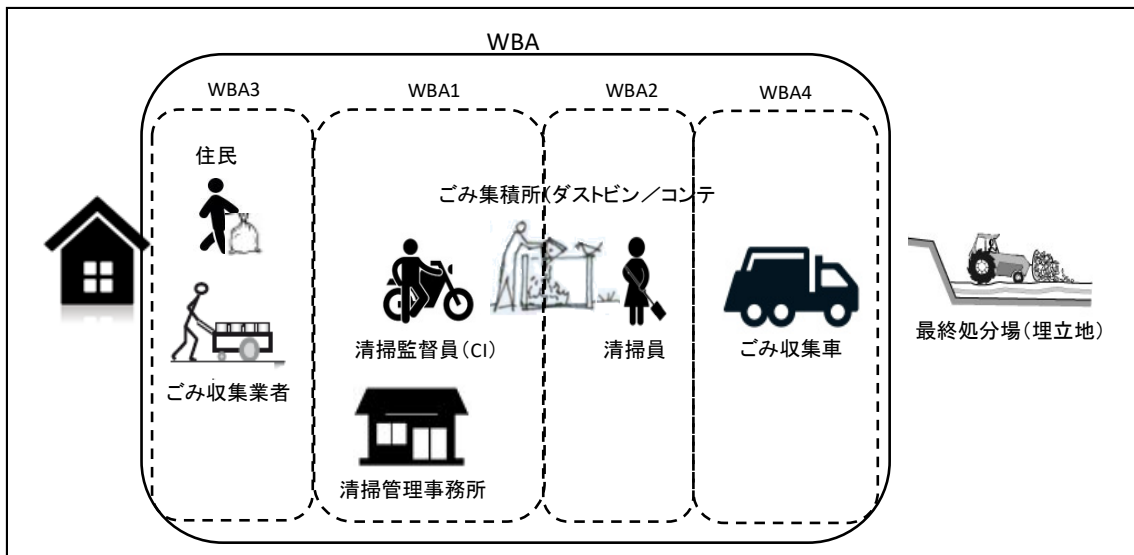 WBA
WBA3
WBA1
WBA2
WBA4
住民
ごみ集積所(ダストビン／コンテ
清掃監督員(CI)
清掃員
ごみ収集車
最終処分場(埋立地)
ごみ収集業者
清掃管理事務所